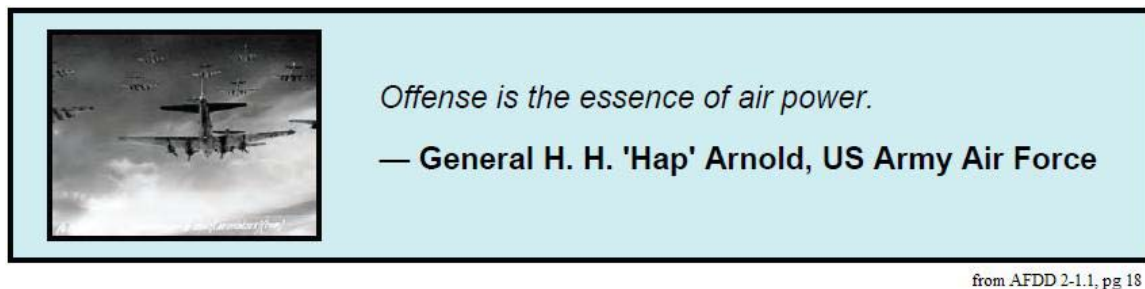 Offense is the essence of air power.
— General H. H. 'Hap' Arnold, US Army Air Force
from AFDD 2-1.1, pg 18